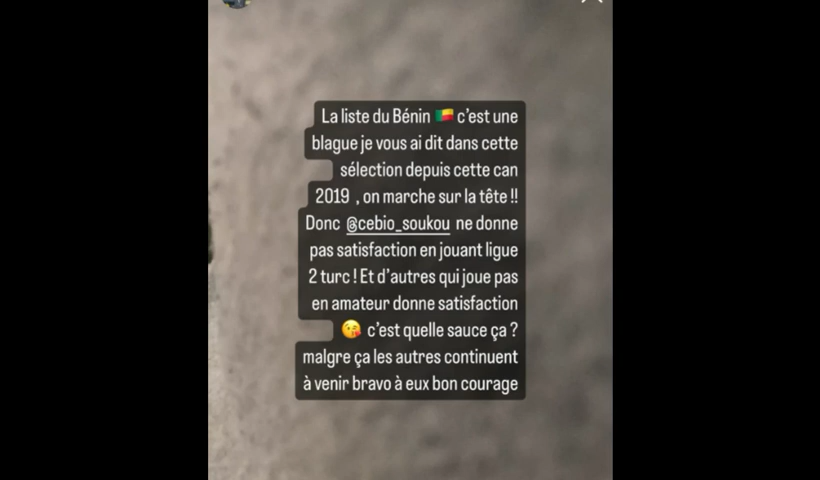 La liste du Bénin 🇧🇯 c'est une
blague je vous ai dit dans cette
sélection depuis cette can
2019 , on marche sur la tête !!
Donc @cebio_soukou ne donne
pas satisfaction en jouant ligue
2 turc ! Et d'autres qui joue pas
en amateur donne satisfaction
😘 c'est quelle sauce ça ?
malgre ça les autres continuent
à venir bravo à eux bon courage